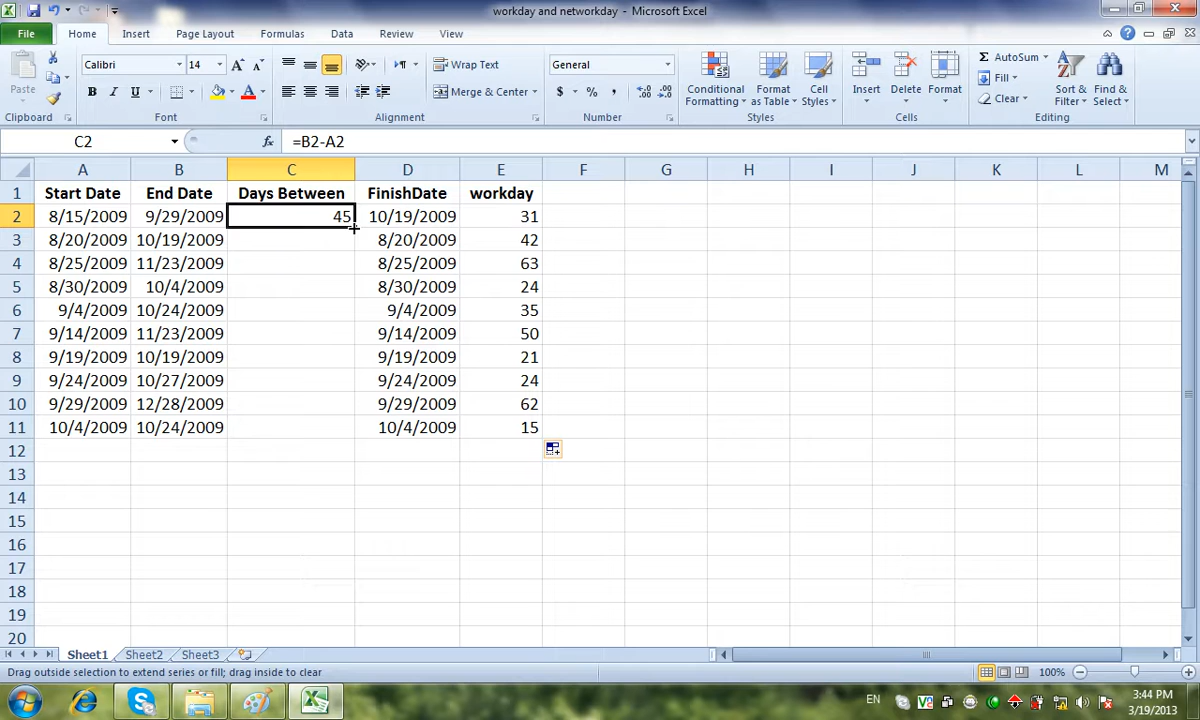 workday and networkday - Microsoft Excel
File Home Insert Page Layout Formulas Data Review View
Calibri 14 Wrap Text General AutoSum
Paste Fill
B I U Merge & Center $ % , Conditional Formatting Format as Table Cell Styles Insert Delete Format Clear Sort & Filter Find & Select
Clipboard Font Alignment Number Styles Cells Editing
C2 fx =B2-A2
A B C D E F G H I J K L M
1 Start Date End Date Days Between FinishDate workday
2 8/15/2009 9/29/2009 45 10/19/2009 31
3 8/20/2009 10/19/2009 8/20/2009 42
4 8/25/2009 11/23/2009 8/25/2009 63
5 8/30/2009 10/4/2009 8/30/2009 24
6 9/4/2009 10/24/2009 9/4/2009 35
7 9/14/2009 11/23/2009 9/14/2009 50
8 9/19/2009 10/19/2009 9/19/2009 21
9 9/24/2009 10/27/2009 9/24/2009 24
10 9/29/2009 12/28/2009 9/29/2009 62
11 10/4/2009 10/24/2009 10/4/2009 15
12
13
14
15
16
17
18
19
20
Sheet1 Sheet2 Sheet3
Drag outside selection to extend series or fill; drag inside to clear 100%
EN 3:44 PM
3/19/2013